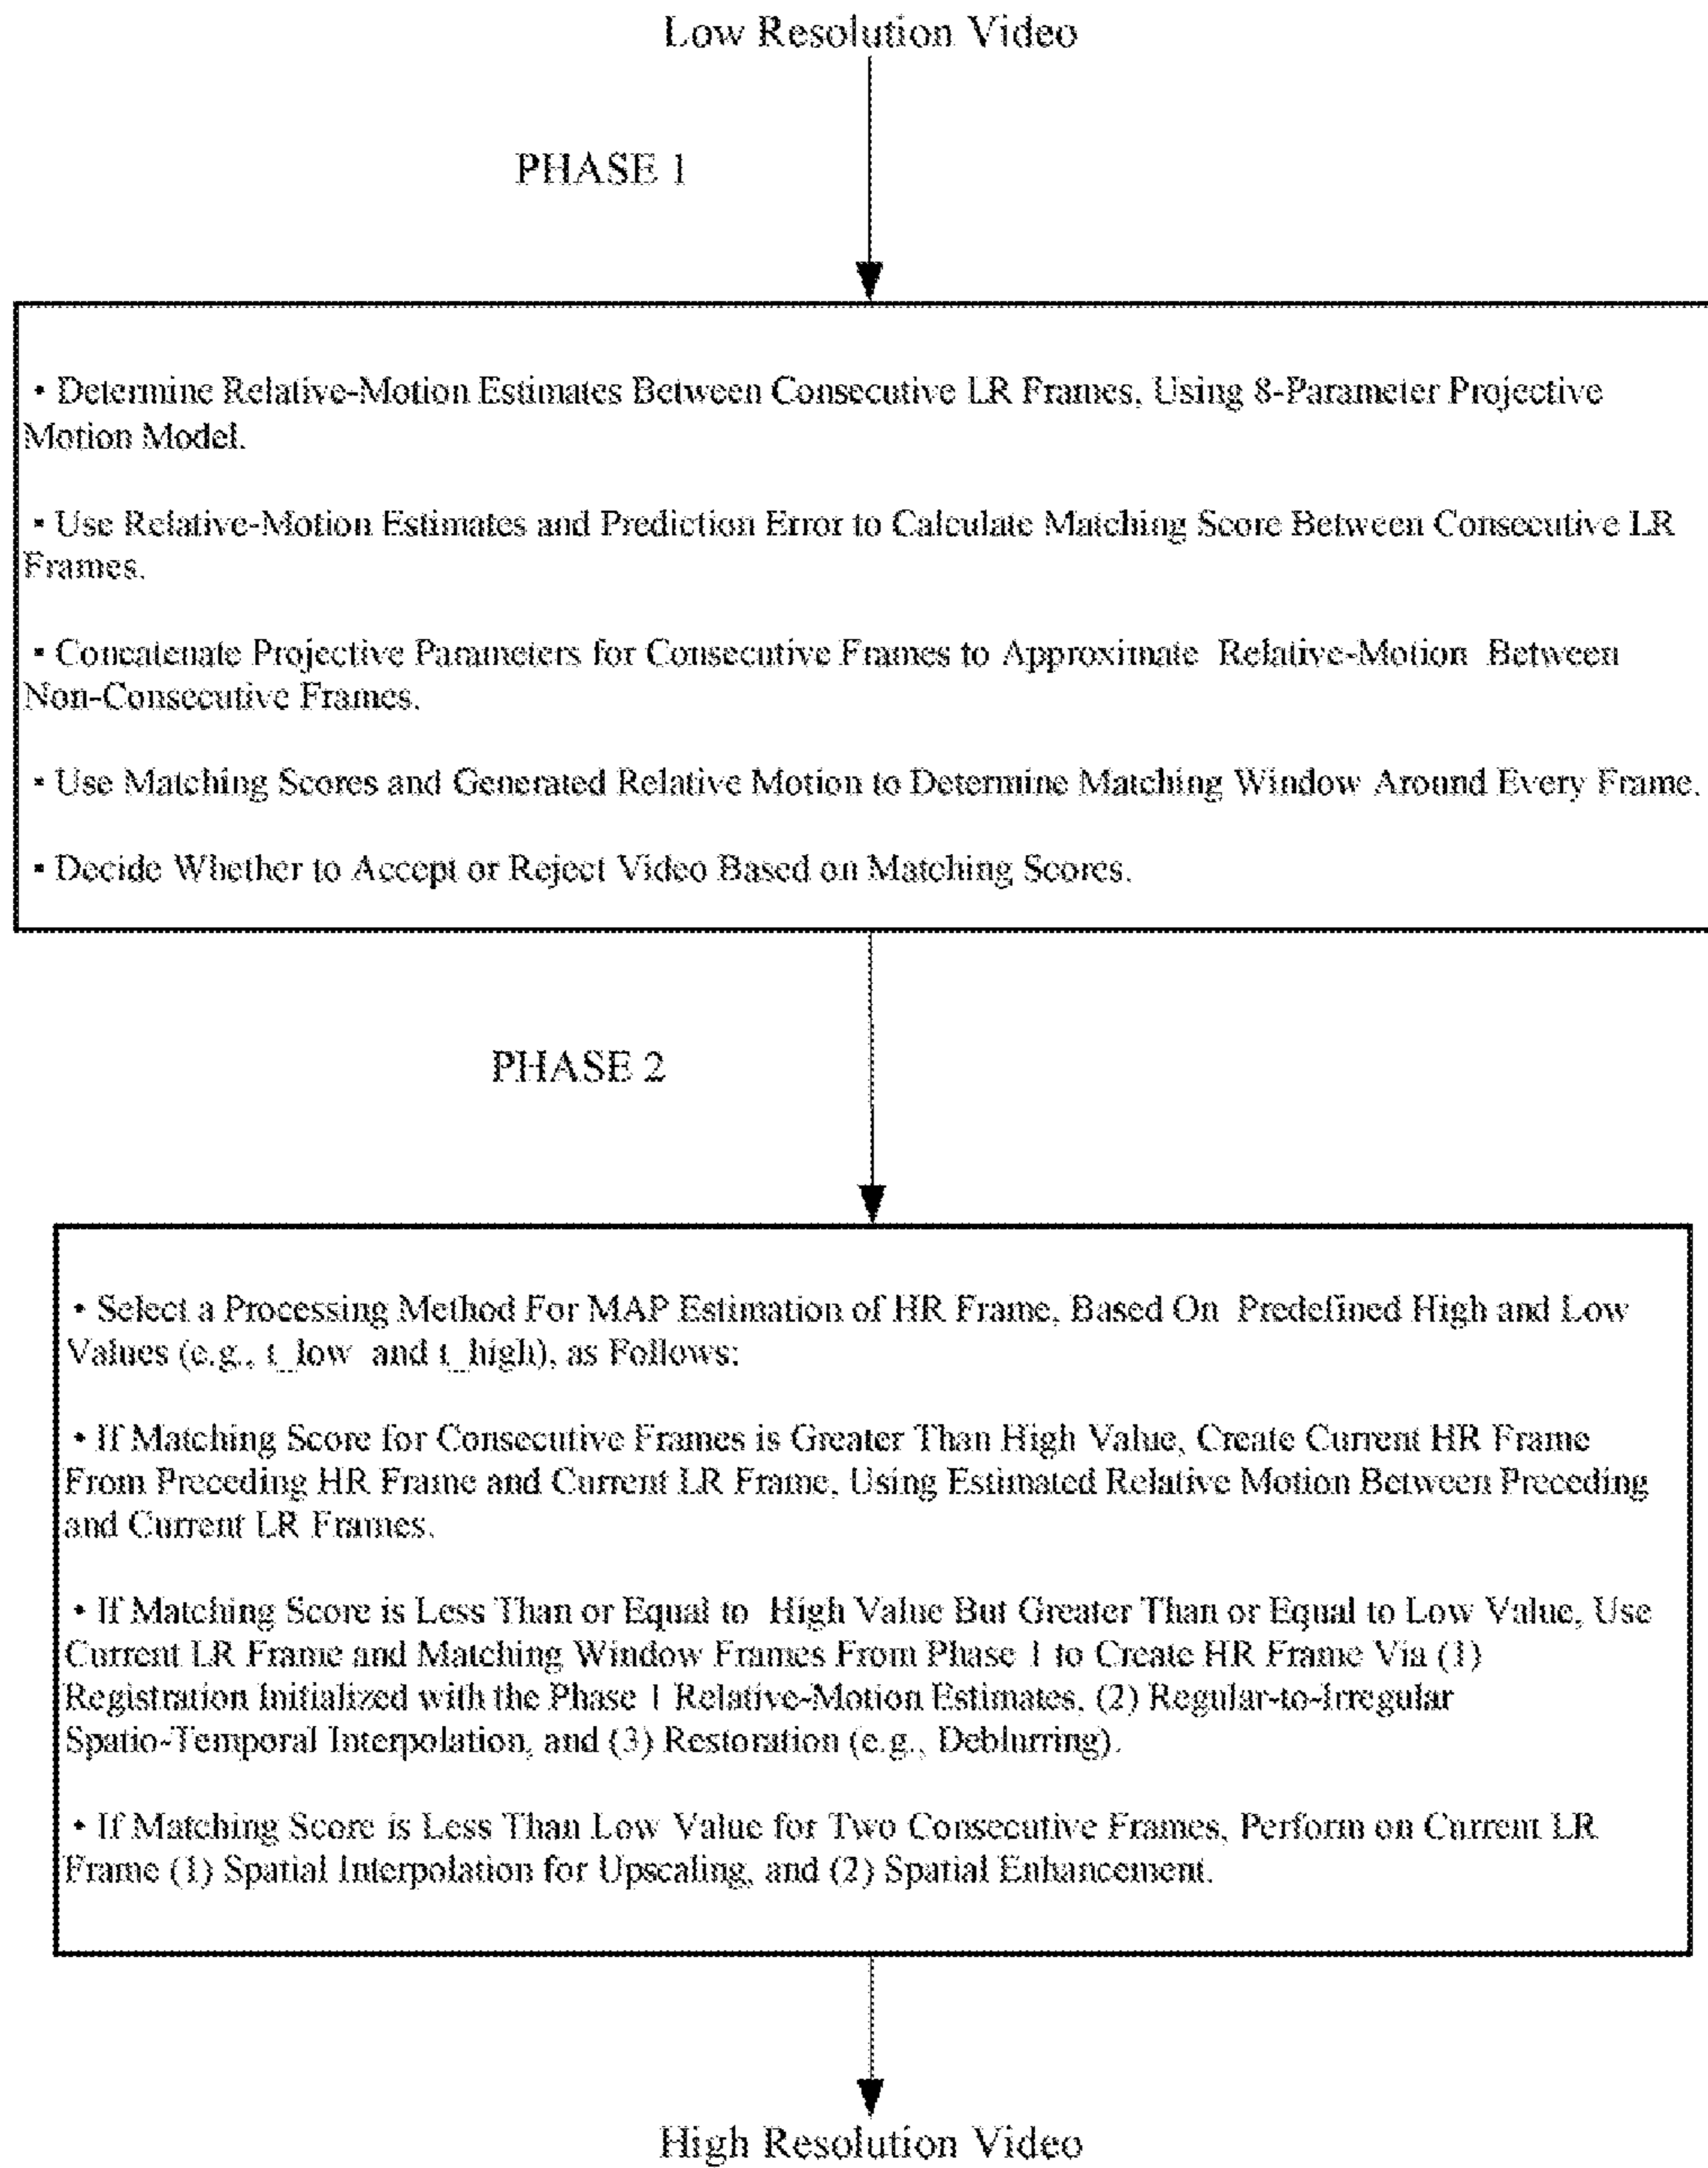 Low Resolution Video
PHASE 1
• Determine Relative-Motion Estimates Between Consecutive LR Frames, Using 8-Parameter Projective
Motion Model.
• Use Relative-Motion Estimates and Prediction Error to Calculate Matching Score Between Consecutive LR
Frames.
• Concatenate Projective Parameters for Consecutive Frames to Approximate Relative-Motion Between
Non-Consecutive Frames.
• Use Matching Scores and Generated Relative Motion to Determine Matching Window Around Every Frame.
• Decide Whether to Accept or Reject Video Based on Matching Scores.
PHASE 2
• Select a Processing Method For MAP Estimation of HR Frame, Based On Predefined High and Low
Values (e.g., t_low and t_high), as Follows:
• If Matching Score for Consecutive Frames is Greater Than High Value, Create Current HR Frame
From Preceding HR Frame and Current LR Frame, Using Estimated Relative Motion Between Preceding
and Current LR Frames.
• If Matching Score is Less Than or Equal to High Value But Greater Than or Equal to Low Value, Use
Current LR Frame and Matching Window Frames From Phase 1 to Create HR Frame Via (1)
Registration Initialized with the Phase 1 Relative-Motion Estimates, (2) Regular-to-Irregular
Spatio-Temporal Interpolation, and (3) Restoration (e.g., Deblurring).
• If Matching Score is Less Than Low Value for Two Consecutive Frames, Perform on Current LR
Frame (1) Spatial Interpolation for Upscaling, and (2) Spatial Enhancement.
High Resolution Video